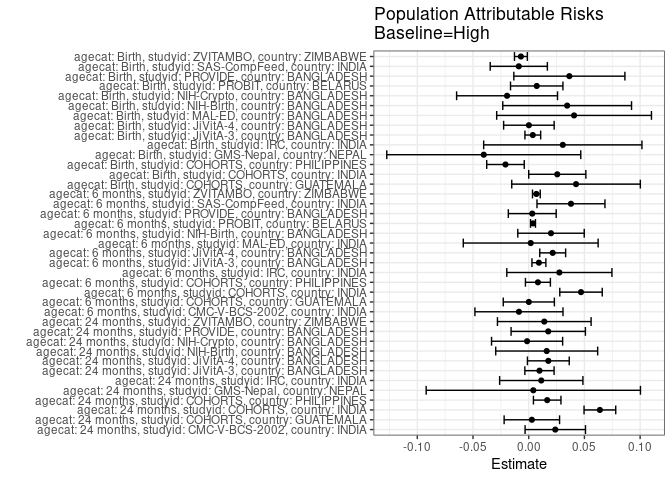 Population Attributable Risks
Baseline=High
agecat: Birth, studyid: ZVITAMBO, country: ZIMBABWE
agecat: Birth, studyid: SAS-CompFeed, country: INDIA
agecat: Birth, studyid: PROVIDE, country: BANGLADESH
agecat: Birth, studyid: PROBIT, country: BELARUS
agecat: Birth, studyid: NIH-Crypto, country: BANGLADESH
agecat: Birth, studyid: NIH-Birth, country: BANGLADESH
agecat: Birth, studyid: MAL-ED, country: BANGLADESH
agecat: Birth, studyid: JiVitA-4, country: BANGLADESH
agecat: Birth, studyid: JiVitA-3, country: BANGLADESH
agecat: Birth, studyid: IRC, country: INDIA
agecat: Birth, studyid: GMS-Nepal, country: NEPAL
agecat: Birth, studyid: COHORTS, country: PHILIPPINES
agecat: Birth, studyid: COHORTS, country: INDIA
agecat: Birth, studyid: COHORTS, country: GUATEMALA
agecat: 6 months, studyid: ZVITAMBO, country: ZIMBABWE
agecat: 6 months, studyid: SAS-CompFeed, country: INDIA
agecat: 6 months, studyid: PROVIDE, country: BANGLADESH
agecat: 6 months, studyid: PROBIT, country: BELARUS
agecat: 6 months, studyid: NIH-Birth, country: BANGLADESH
agecat: 6 months, studyid: MAL-ED, country: INDIA
agecat: 6 months, studyid: JiVitA-4, country: BANGLADESH
agecat: 6 months, studyid: JiVitA-3, country: BANGLADESH
agecat: 6 months, studyid: IRC, country: INDIA
agecat: 6 months, studyid: COHORTS, country: PHILIPPINES
agecat: 6 months, studyid: COHORTS, country: INDIA
agecat: 6 months, studyid: COHORTS, country: GUATEMALA
agecat: 6 months, studyid: CMC-V-BCS-2002, country: INDIA
agecat: 24 months, studyid: ZVITAMBO, country: ZIMBABWE
agecat: 24 months, studyid: PROVIDE, country: BANGLADESH
agecat: 24 months, studyid: NIH-Crypto, country: BANGLADESH
agecat: 24 months, studyid: NIH-Birth, country: BANGLADESH
agecat: 24 months, studyid: JiVitA-4, country: BANGLADESH
agecat: 24 months, studyid: JiVitA-3, country: BANGLADESH
agecat: 24 months, studyid: IRC, country: INDIA
agecat: 24 months, studyid: GMS-Nepal, country: NEPAL
agecat: 24 months, studyid: COHORTS, country: PHILIPPINES
agecat: 24 months, studyid: COHORTS, country: INDIA
agecat: 24 months, studyid: COHORTS, country: GUATEMALA
agecat: 24 months, studyid: CMC-V-BCS-2002, country: INDIA
-0.10 -0.05 0.00 0.05 0.10
Estimate